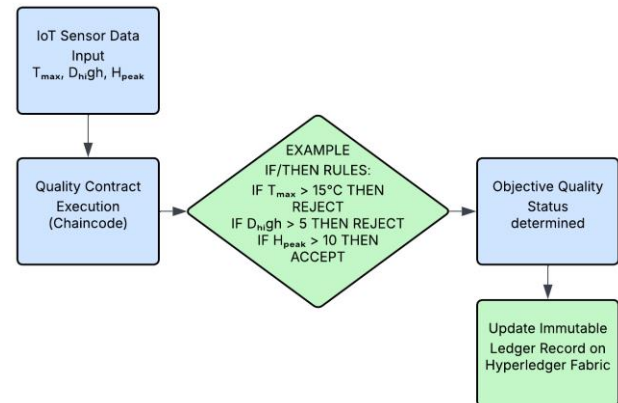 IoT Sensor Data
Input
Tₘₐₓ, Dₕᵢgh, Hₚₑₐₖ
Quality Contract
Execution
(Chaincode)
EXAMPLE
IF/THEN RULES:
IF Tₘₐₓ > 15°C THEN
REJECT
IF Dₕᵢgh > 5 THEN REJECT
IF Hₚₑₐₖ > 10 THEN
ACCEPT
Objective Quality
Status
determined
Update Immutable
Ledger Record on
Hyperledger Fabric